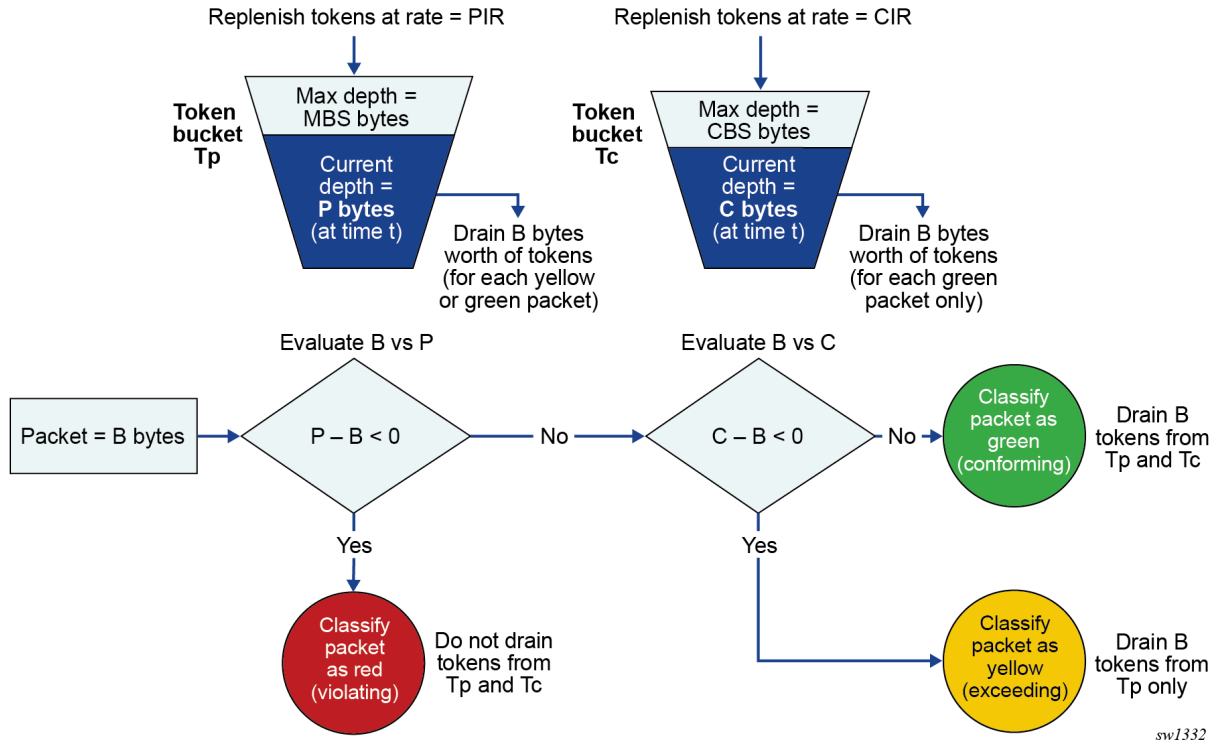 Replenish tokens at rate = PIR
Replenish tokens at rate = CIR
Token
bucket
Tp
Max depth =
MBS bytes
Current
depth =
P bytes
(at time t)
Drain B bytes
worth of tokens
(for each yellow
or green packet)
Token
bucket
Tc
Max depth =
CBS bytes
Current
depth =
C bytes
(at time t)
Drain B bytes
worth of tokens
(for each green
packet only)
Evaluate B vs P
Evaluate B vs C
Packet = B bytes
P – B < 0
No
C – B < 0
No
Classify
packet as
green
(conforming)
Drain B
tokens from
Tp and Tc
Yes
Yes
Classify
packet
as red
(violating)
Do not drain
tokens from
Tp and Tc
Classify
packet as
yellow
(exceeding)
Drain B
tokens from
Tp only
sw1332